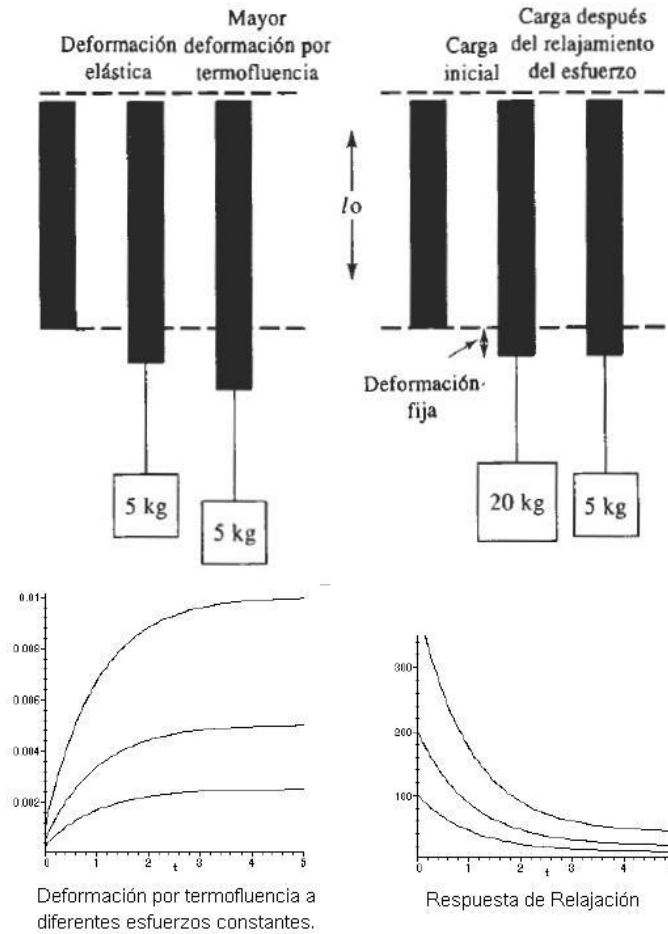 Deformación
elástica
Mayor
deformación por
termofluencia
Carga
inicial
Carga después
del relajamiento
del esfuerzo
lo
Deformación
fija
5 kg
5 kg
20 kg
5 kg
0.01
0.008
0.006
0.004
0.002
0
1
2
3
4
5
t
Deformación por termofluencia a
diferentes esfuerzos constantes.
300
200
100
0
1
2
3
4
t
Respuesta de Relajación